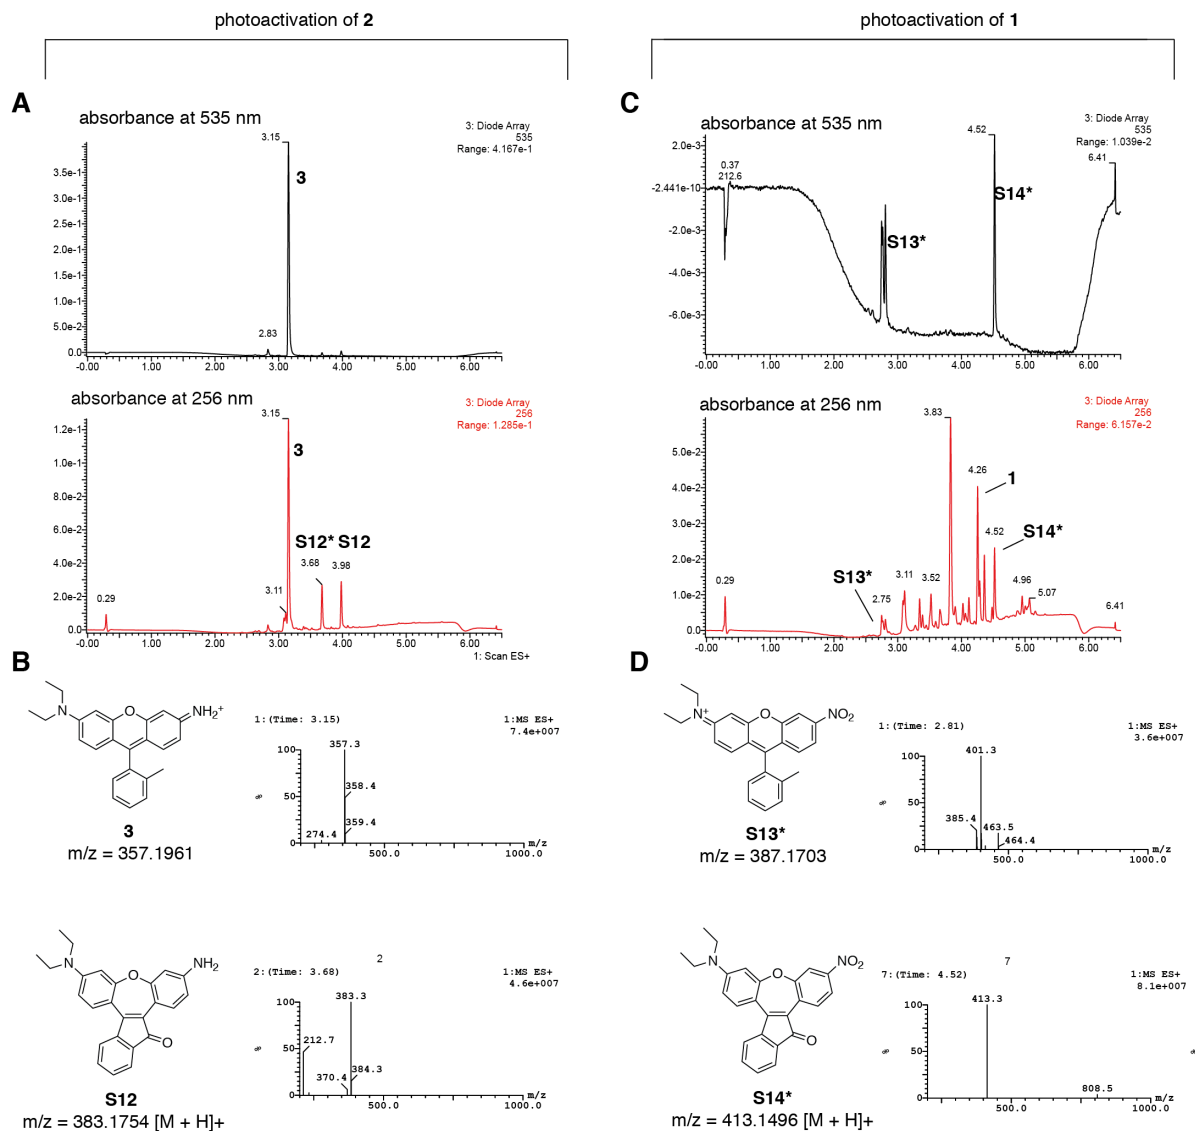 photoactivation of 2
photoactivation of 1
A
absorbance at 535 nm
3.15
3: Diode Array
535
Range: 4.167e-1
3
3.5e-1
3.0e-1
2.5e-1
2.0e-1
1.5e-1
1.0e-1
5.0e-2
0.0
2.83
-0.00 1.00 2.00 3.00 4.00 5.00 6.00
absorbance at 256 nm
3.15
3: Diode Array
256
Range: 1.285e-1
3
1.2e-1
1.0e-1
8.0e-2
6.0e-2
4.0e-2
2.0e-2
0.0
S12* S12
3.68 3.98
3.11
0.29
-0.00 1.00 2.00 3.00 4.00 5.00 6.00
1: Scan ES+
C
absorbance at 535 nm
4.52
3: Diode Array
535
Range: 1.039e-2
6.41
2.0e-3
-2.441e-10
-2.0e-3
-4.0e-3
-6.0e-3
0.37
212.6
S13*
S14*
-0.00 1.00 2.00 3.00 4.00 5.00 6.00
absorbance at 256 nm
3: Diode Array
256
Range: 6.157e-2
3.83
4.26
1
4.52
S14*
5.0e-2
4.0e-2
3.0e-2
2.0e-2
1.0e-2
0.0
S13*
0.29
2.75
3.11
3.52
4.96
5.07
6.41
-0.00 1.00 2.00 3.00 4.00 5.00 6.00
B
N
O
NH2+
3
m/z = 357.1961
1:(Time: 3.15)
1:MS ES+
7.4e+007
100
50
0
%
357.3
358.4
359.4
274.4
500.0 1000.0
m/z
N
O
NH2
O
S12
m/z = 383.1754 [M + H]+
2
2:(Time: 3.68)
1:MS ES+
4.6e+007
100
50
0
%
383.3
212.7
384.3
370.4
500.0 1000.0
m/z
D
N+
O
NO2
S13*
m/z = 387.1703
1:(Time: 2.81)
1:MS ES+
3.6e+007
100
50
0
%
401.3
385.4
463.5
464.4
500.0 1000.0
m/z
N
O
NO2
O
S14*
m/z = 413.1496 [M + H]+
7
7:(Time: 4.52)
1:MS ES+
8.1e+007
100
50
0
%
413.3
808.5
500.0 1000.0
m/z
%